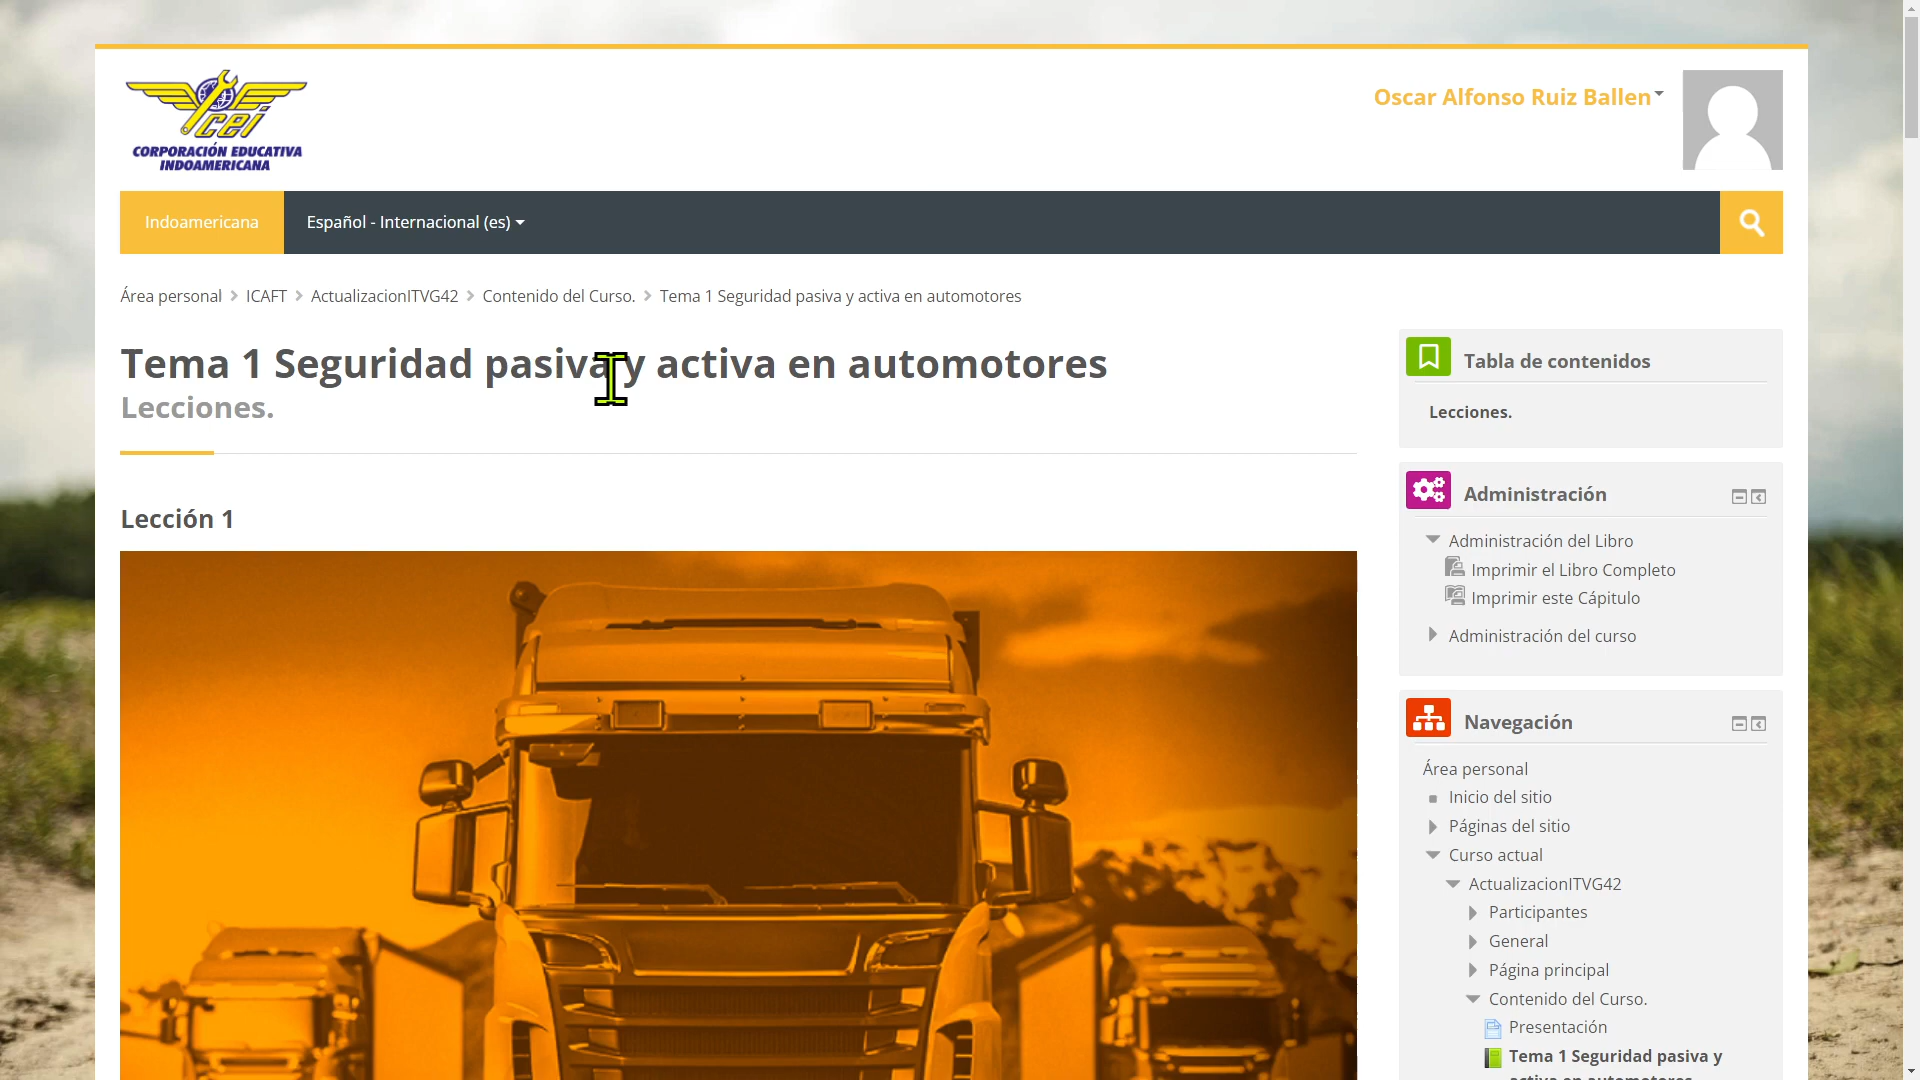 cei
CORPORACIÓN EDUCATIVA
INDOAMERICANA
Oscar Alfonso Ruiz Ballen
Indoamericana
Español - Internacional (es)
Área personal
ICAFT
ActualizacionITVG42
Contenido del Curso.
Tema 1 Seguridad pasiva y activa en automotores
Tema 1 Seguridad pasiva y activa en automotores
Lecciones.
Lección 1
Tabla de contenidos
Lecciones.
Administración
Administración del Libro
Imprimir el Libro Completo
Imprimir este Cápitulo
Administración del curso
Navegación
Área personal
Inicio del sitio
Páginas del sitio
Curso actual
ActualizacionITVG42
Participantes
General
Página principal
Contenido del Curso.
Presentación
Tema 1 Seguridad pasiva y
activa en automotores